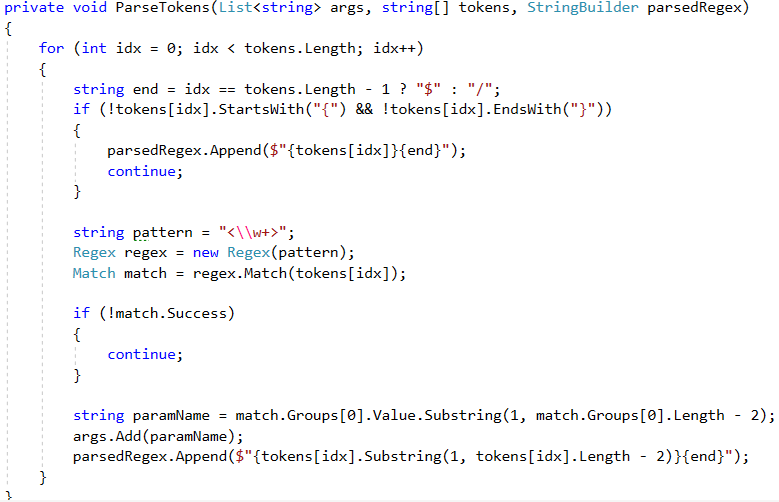 private void ParseTokens(List<string> args, string[] tokens, StringBuilder parsedRegex)
{
for (int idx = 0; idx < tokens.Length; idx++)
{
string end = idx == tokens.Length - 1 ? "$" : "/";
if (!tokens[idx].StartsWith("{") && !tokens[idx].EndsWith("}"))
{
parsedRegex.Append($"{tokens[idx]}{end}");
continue;
}
string pattern = "<\\w+>";
Regex regex = new Regex(pattern);
Match match = regex.Match(tokens[idx]);
if (!match.Success)
{
continue;
}
string paramName = match.Groups[0].Value.Substring(1, match.Groups[0].Length - 2);
args.Add(paramName);
parsedRegex.Append($"{tokens[idx].Substring(1, tokens[idx].Length - 2)}{end}");
}
}